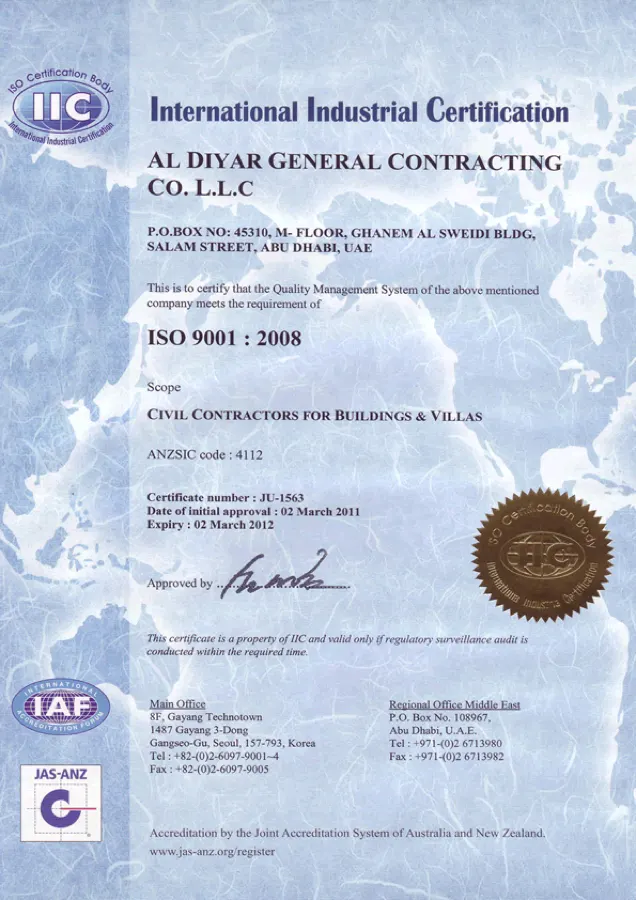 ISO Certification Body
IIC
International Industrial Certification
International Industrial Certification
AL DIYAR GENERAL CONTRACTING
CO. L.L.C
P.O.BOX NO: 45310, M- FLOOR, GHANEM AL SWEIDI BLDG,
SALAM STREET, ABU DHABI, UAE
This is to certify that the Quality Management System of the above mentioned
company meets the requirement of
ISO 9001 : 2008
Scope
CIVIL CONTRACTORS FOR BUILDINGS & VILLAS
ANZSIC code : 4112
Certificate number : JU-1563
Date of initial approval : 02 March 2011
Expiry : 02 March 2012
ISO Certification Body
IIC
International Industrial Certification
Approved by
This certificate is a property of IIC and valid only if regulatory surveillance audit is
conducted within the required time.
INTERNATIONAL
IAF
ACCREDITATION FORUM
Main Office
8F, Gayang Technotown
1487 Gayang 3-Dong
Gangseo-Gu, Seoul, 157-793, Korea
Tel : +82-(0)2-6097-9001~4
Fax : +82-(0)2-6097-9005
Regional Office Middle East
P.O. Box No. 108967,
Abu Dhabi, U.A.E.
Tel : +971-(0)2 6713980
Fax : +971-(0)2 6713982
JAS-ANZ
Accreditation by the Joint Accreditation System of Australia and New Zealand.
www.jas-anz.org/register